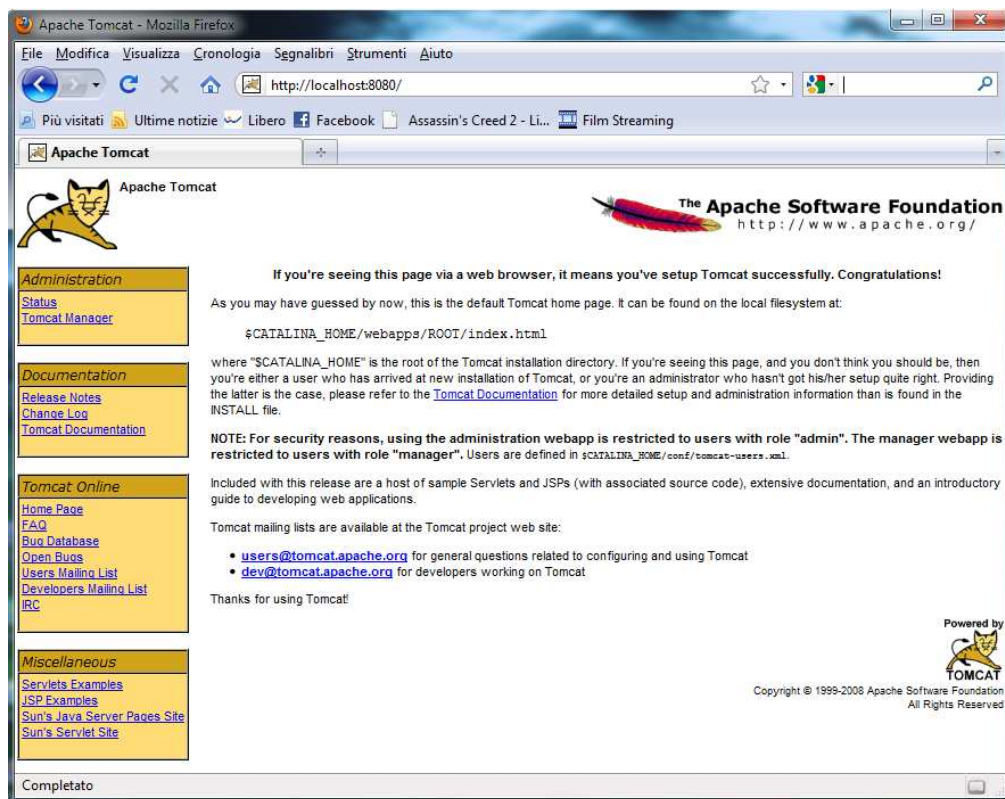 Apache Tomcat - Mozilla Firefox
File Modifica Visualizza Cronologia Segnalibri Strumenti Aiuto
http://localhost:8080/
Più visitati Ultime notizie Libero Facebook Assassin's Creed 2 - Li... Film Streaming
Apache Tomcat
Apache Tomcat
The Apache Software Foundation
http://www.apache.org/
Administration
Status
Tomcat Manager
Documentation
Release Notes
Change Log
Tomcat Documentation
Tomcat Online
Home Page
FAQ
Bug Database
Open Bugs
Users Mailing List
Developers Mailing List
IRC
Miscellaneous
Servlets Examples
JSP Examples
Sun's Java Server Pages Site
Sun's Servlet Site
If you're seeing this page via a web browser, it means you've setup Tomcat successfully. Congratulations!
As you may have guessed by now, this is the default Tomcat home page. It can be found on the local filesystem at:
$CATALINA_HOME/webapps/ROOT/index.html
where "$CATALINA_HOME" is the root of the Tomcat installation directory. If you're seeing this page, and you don't think you should be, then
you're either a user who has arrived at new installation of Tomcat, or you're an administrator who hasn't got his/her setup quite right. Providing
the latter is the case, please refer to the Tomcat Documentation for more detailed setup and administration information than is found in the
INSTALL file.
NOTE: For security reasons, using the administration webapp is restricted to users with role "admin". The manager webapp is
restricted to users with role "manager". Users are defined in $CATALINA_HOME/conf/tomcat-users.xml.
Included with this release are a host of sample Servlets and JSPs (with associated source code), extensive documentation, and an introductory
guide to developing web applications.
Tomcat mailing lists are available at the Tomcat project web site:
• users@tomcat.apache.org for general questions related to configuring and using Tomcat
• dev@tomcat.apache.org for developers working on Tomcat
Thanks for using Tomcat!
Powered by
TOMCAT
Copyright © 1999-2008 Apache Software Foundation
All Rights Reserved
Completato